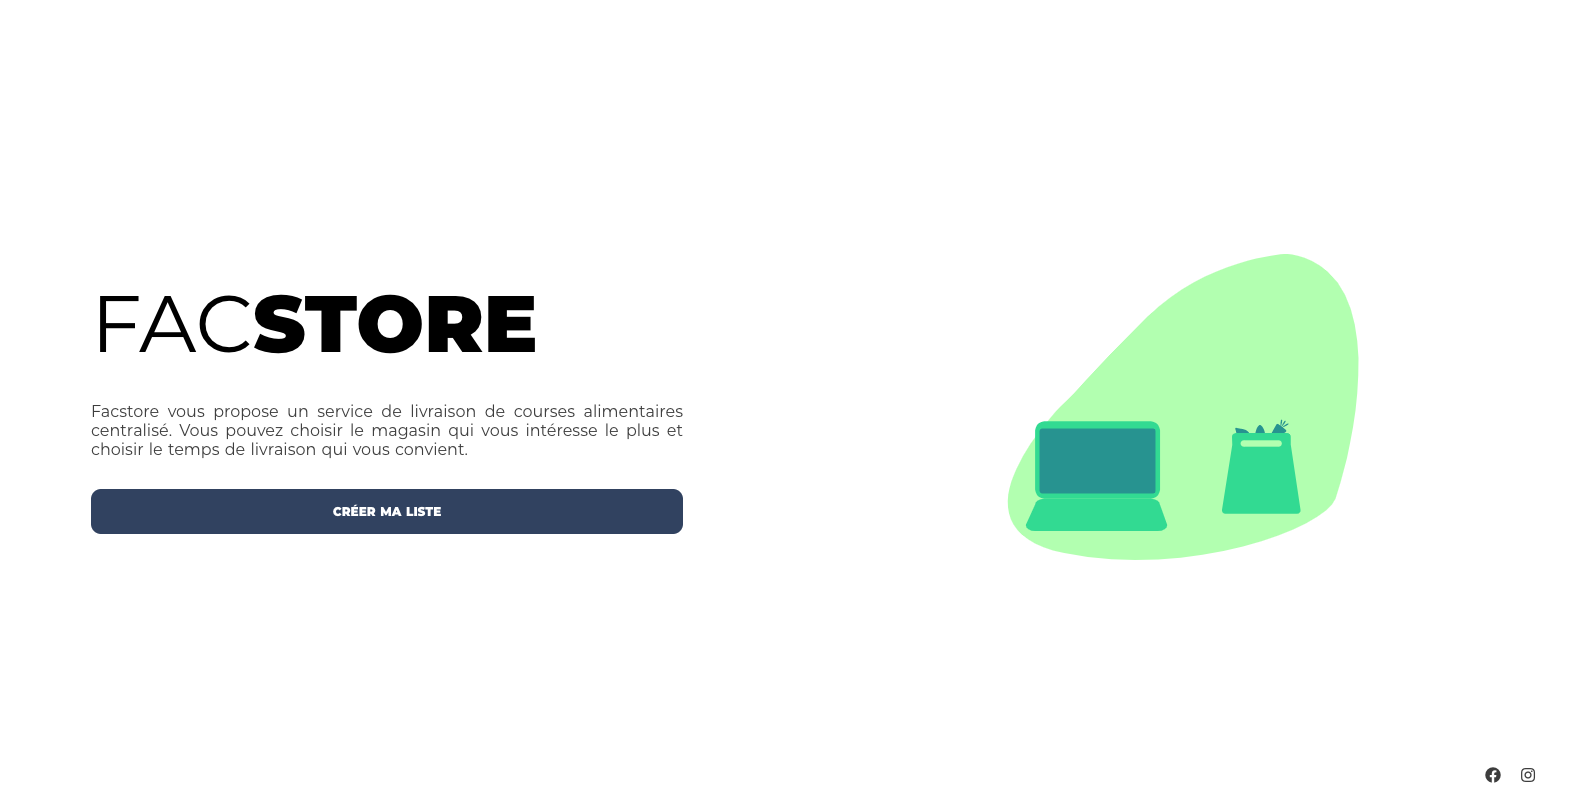 FACSTORE
Facstore vous propose un service de livraison de courses alimentaires
centralisé. Vous pouvez choisir le magasin qui vous intéresse le plus et
choisir le temps de livraison qui vous convient.
CRÉER MA LISTE